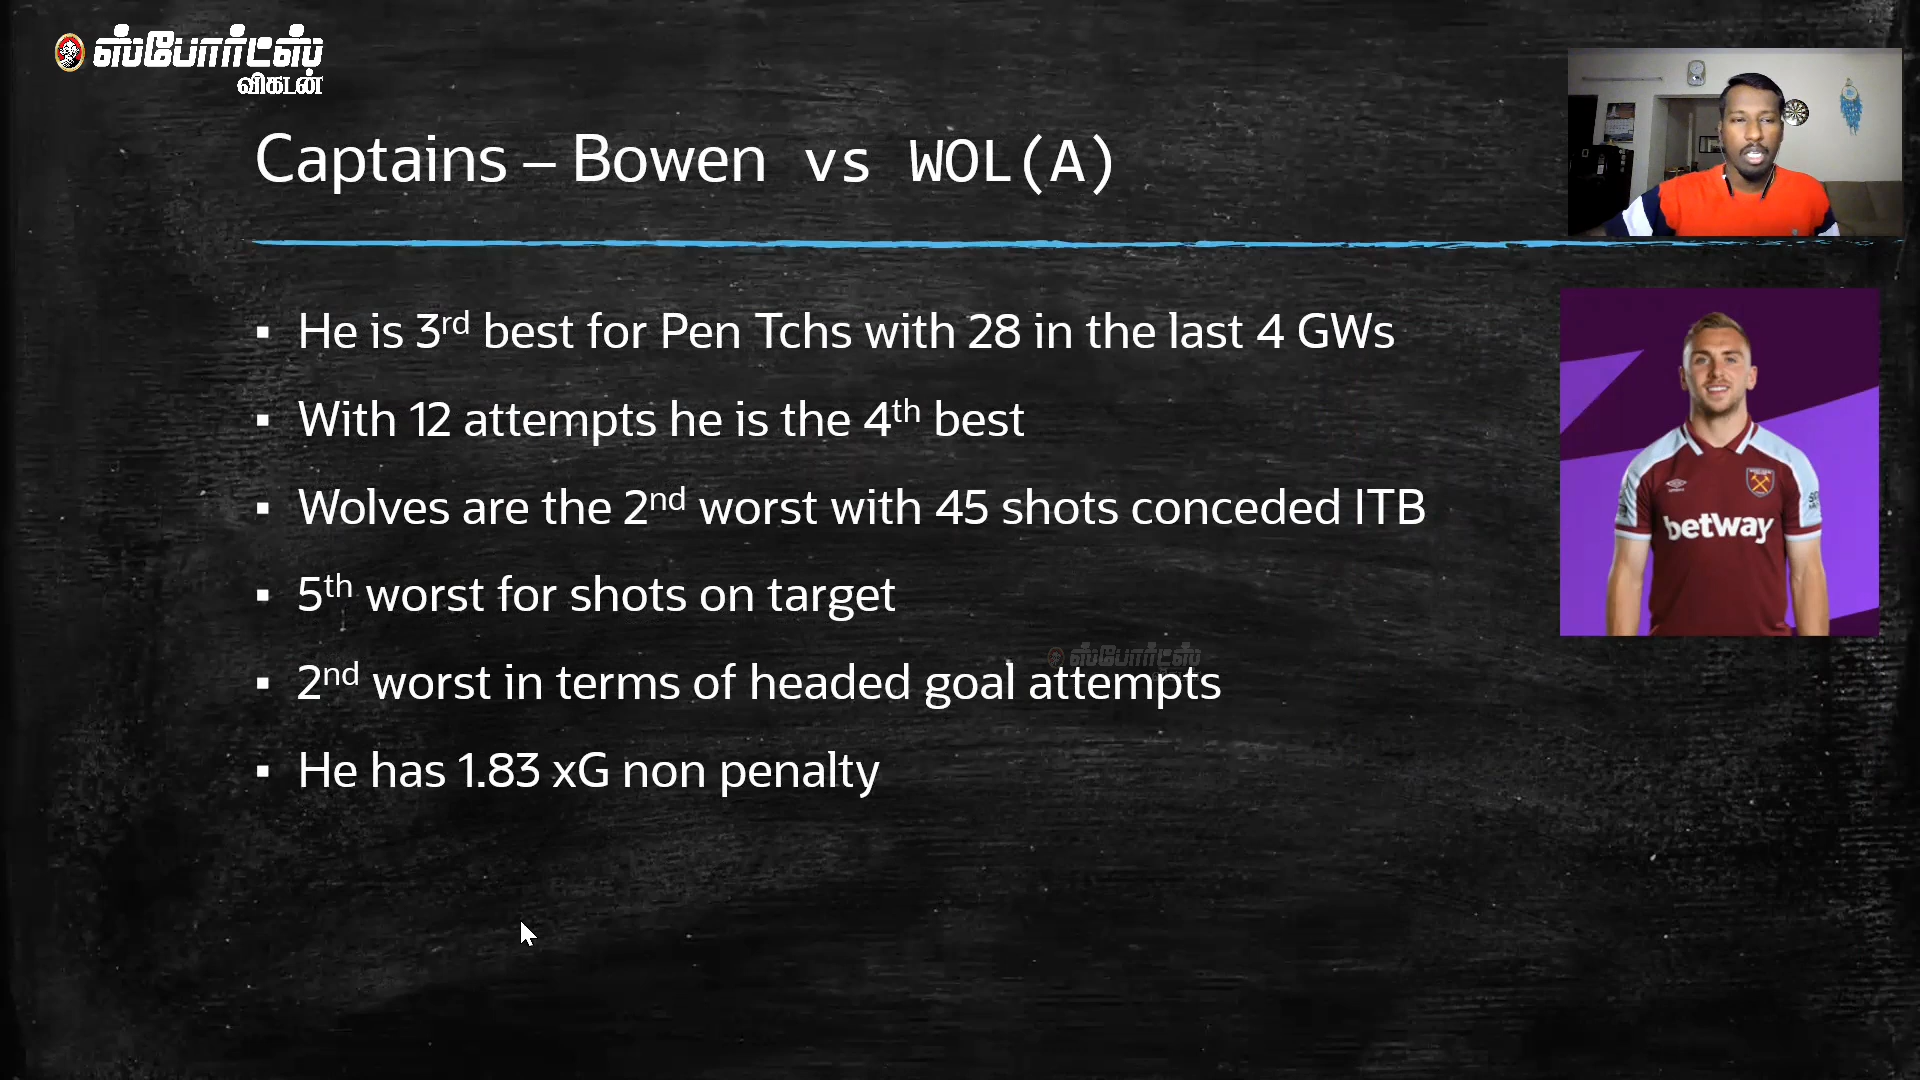 ஸ்போர்ட்ஸ்
விகடன்
Captains – Bowen vs WOL(A)
▪ He is 3rd best for Pen Tchs with 28 in the last 4 GWs
▪ With 12 attempts he is the 4th best
▪ Wolves are the 2nd worst with 45 shots conceded ITB
▪ 5th worst for shots on target
▪ 2nd worst in terms of headed goal attempts
▪ He has 1.83 xG non penalty
betway
ஸ்போர்ட்ஸ்